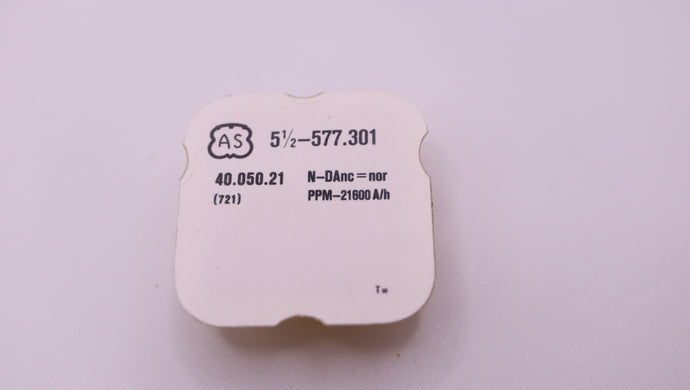 AS 5½–577.301
40.050.21 N–DAnc=nor
(721) PPM–21600 A/h